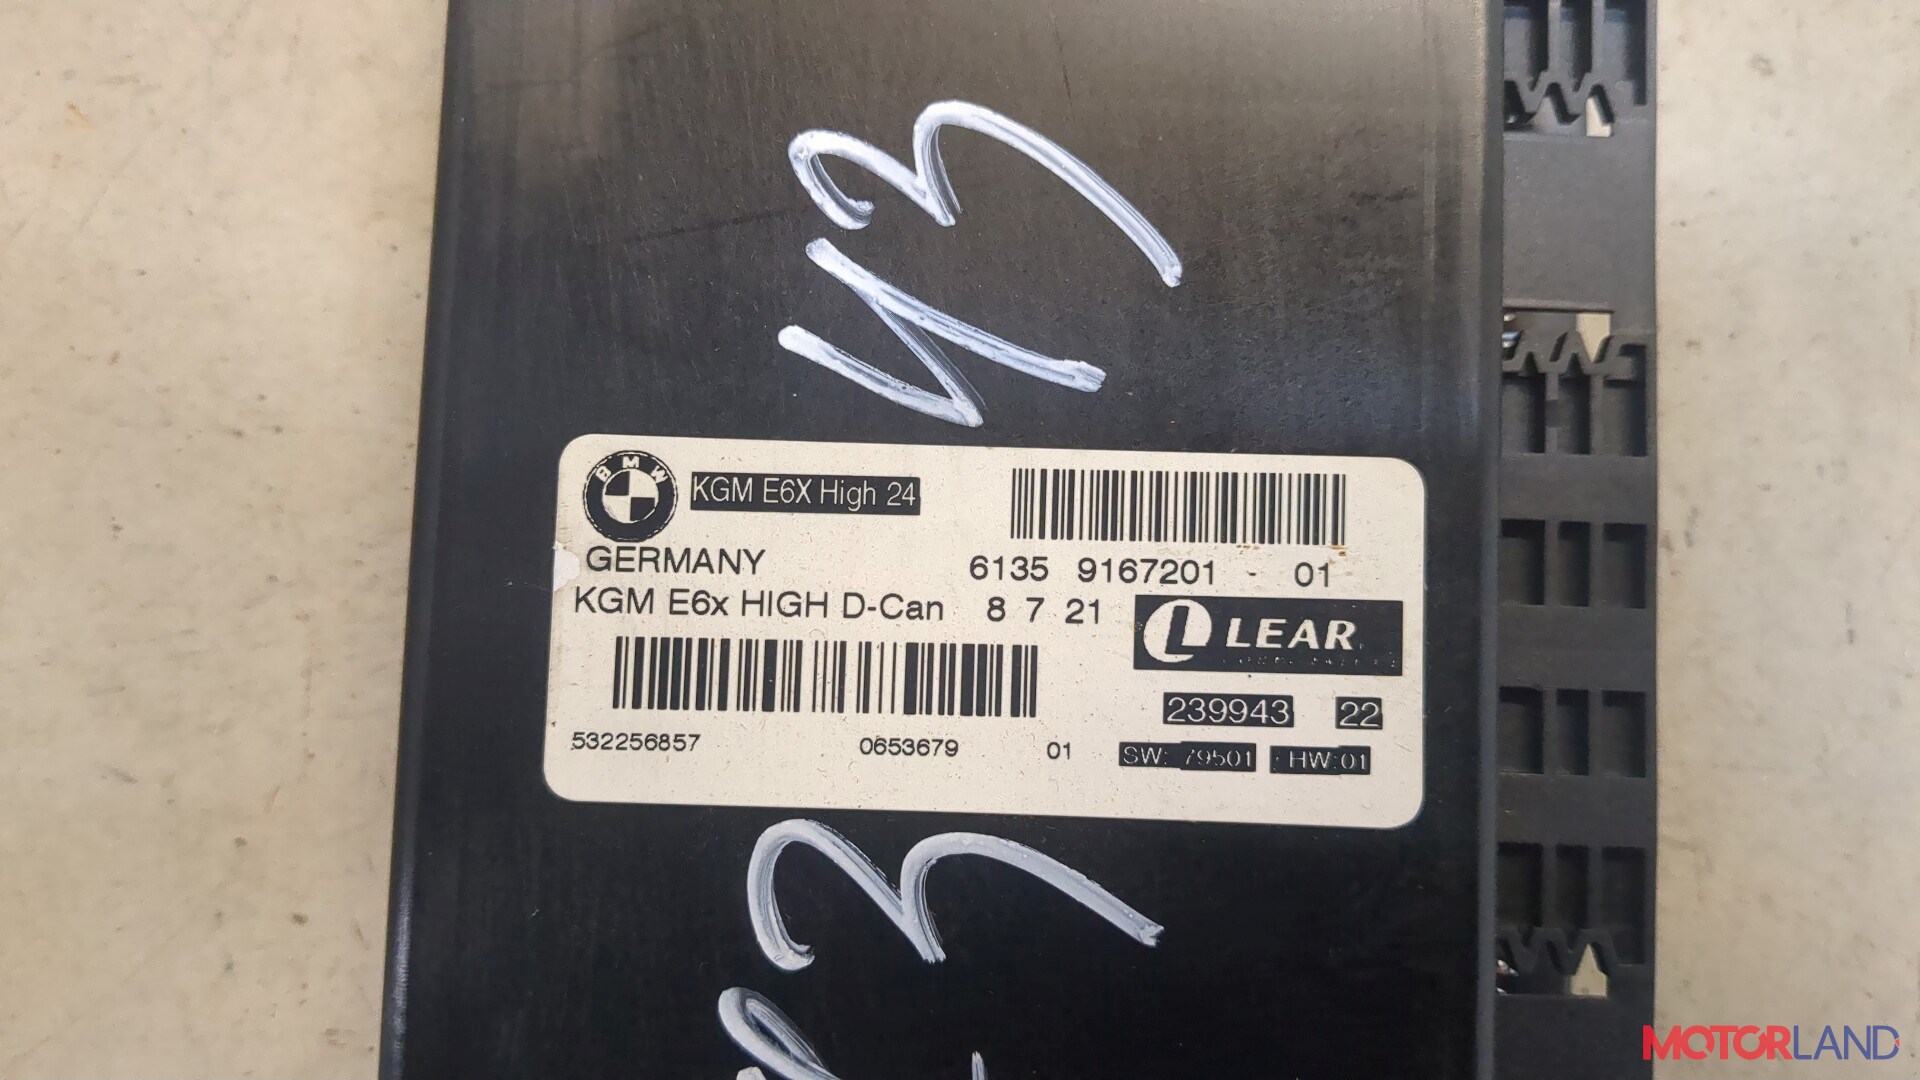 43
BMW
KGM E6X High 24
GERMANY
6135 9167201 - 01
KGM E6x HIGH D-Can 8 7 21
LEAR
239943 22
532256857 0653679 01
SW: 79501 HW:01
MOTORLAND